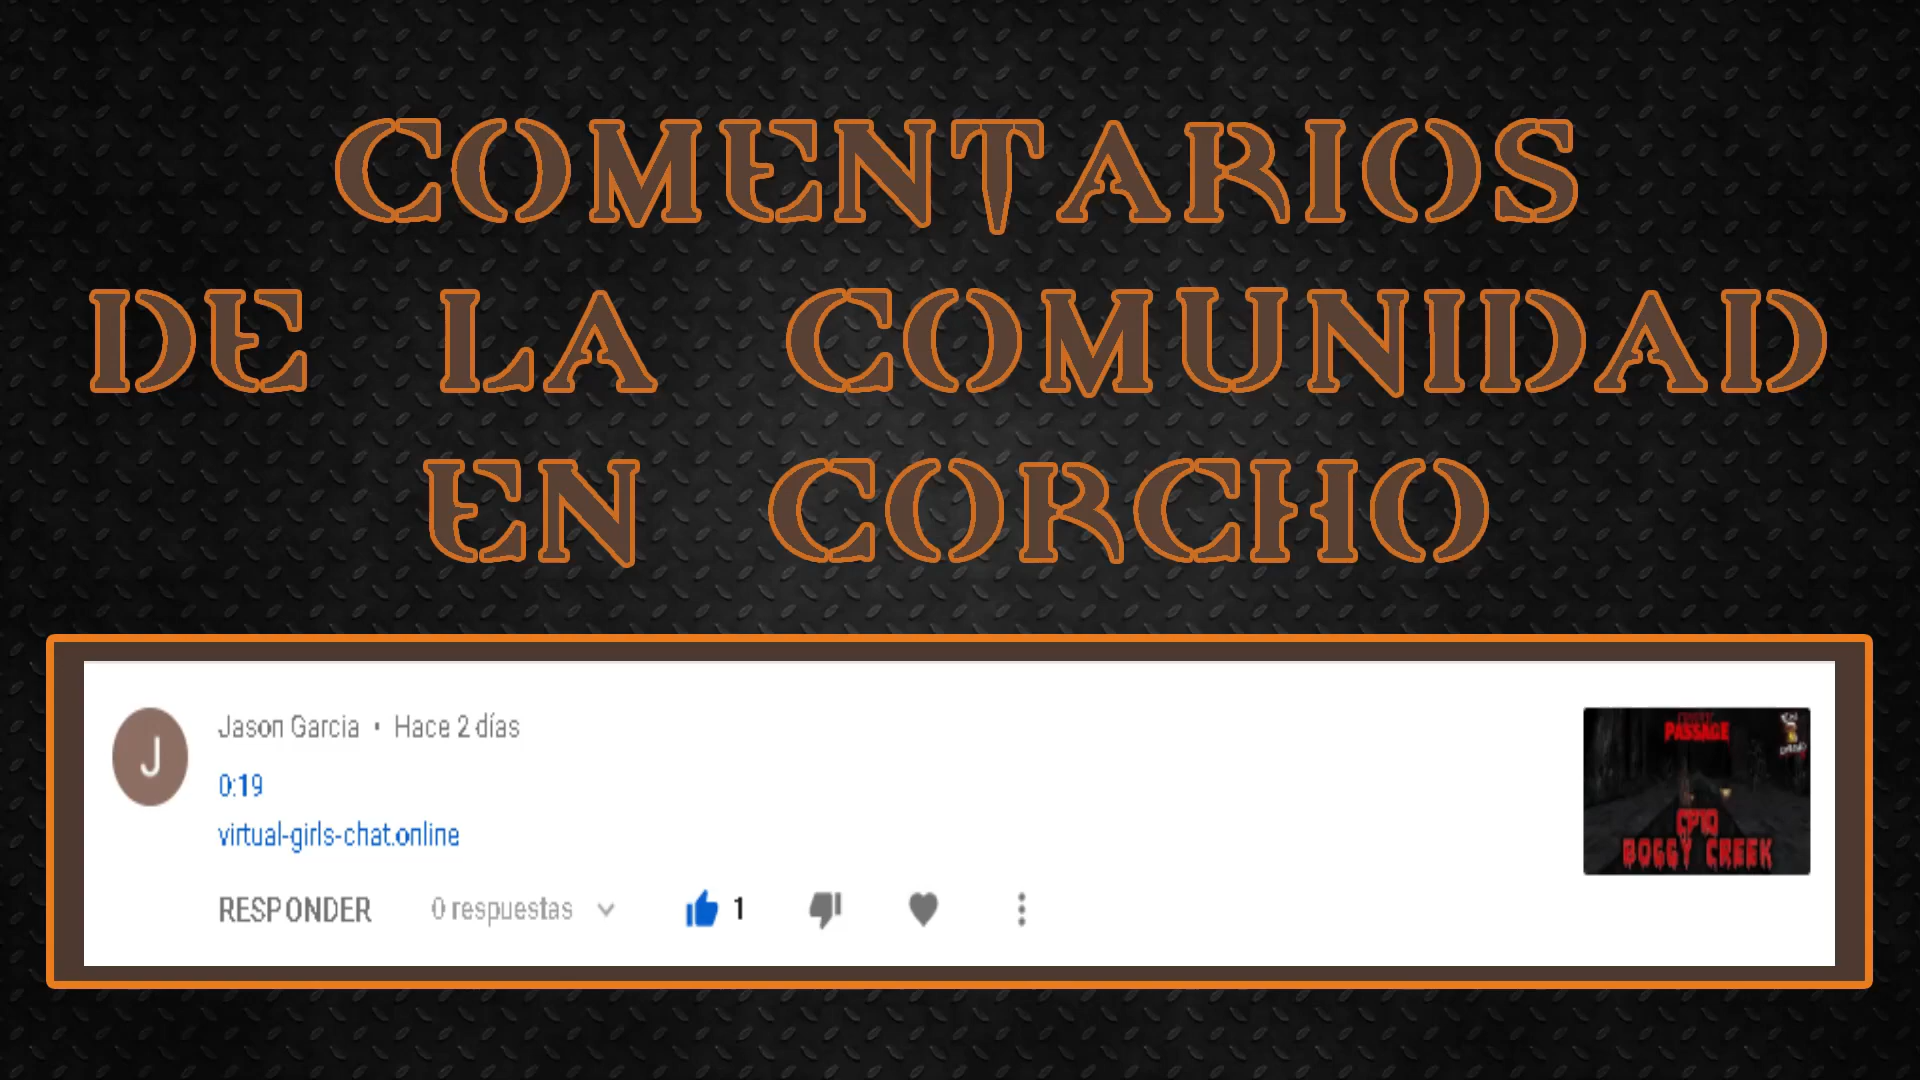 COMENTARIOS
DE LA COMUNIDAD
EN CORCHO
J
Jason Garcia • Hace 2 días
0:19
virtual-girls-chat.online
RESPONDER 0 respuestas 1
PASSAGE
BOGGY CREEK